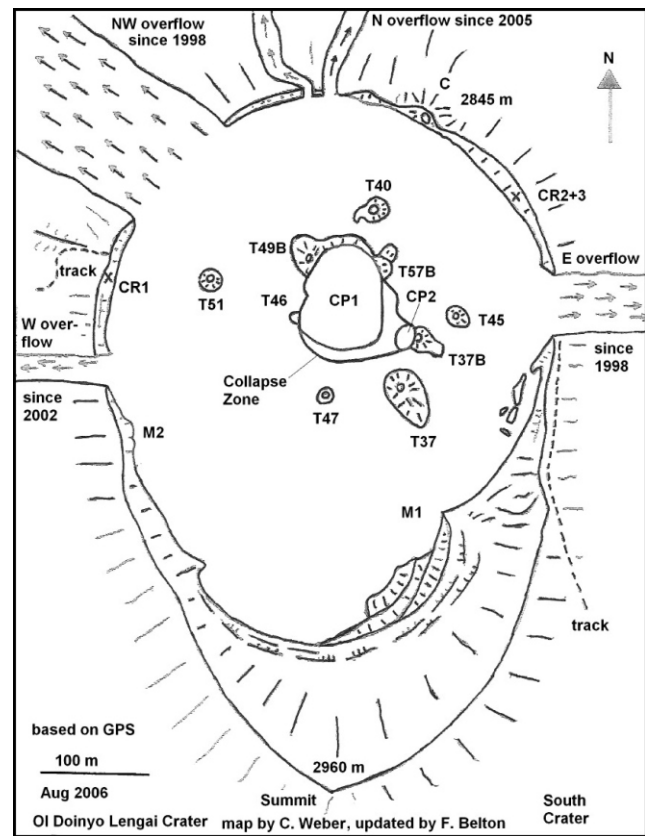 NW overflow
since 1998
N overflow since 2005
N
C
2845 m
CR2+3
T40
T49B
T57B
E overflow
track
CR1
T51
T46
CP1
CP2
T45
W over-
flow
T37B
since
1998
Collapse
Zone
since
2002
T47
T37
M2
M1
track
based on GPS
100 m
2960 m
Aug 2006
Summit
South
Crater
Ol Doinyo Lengai Crater
map by C. Weber, updated by F. Belton